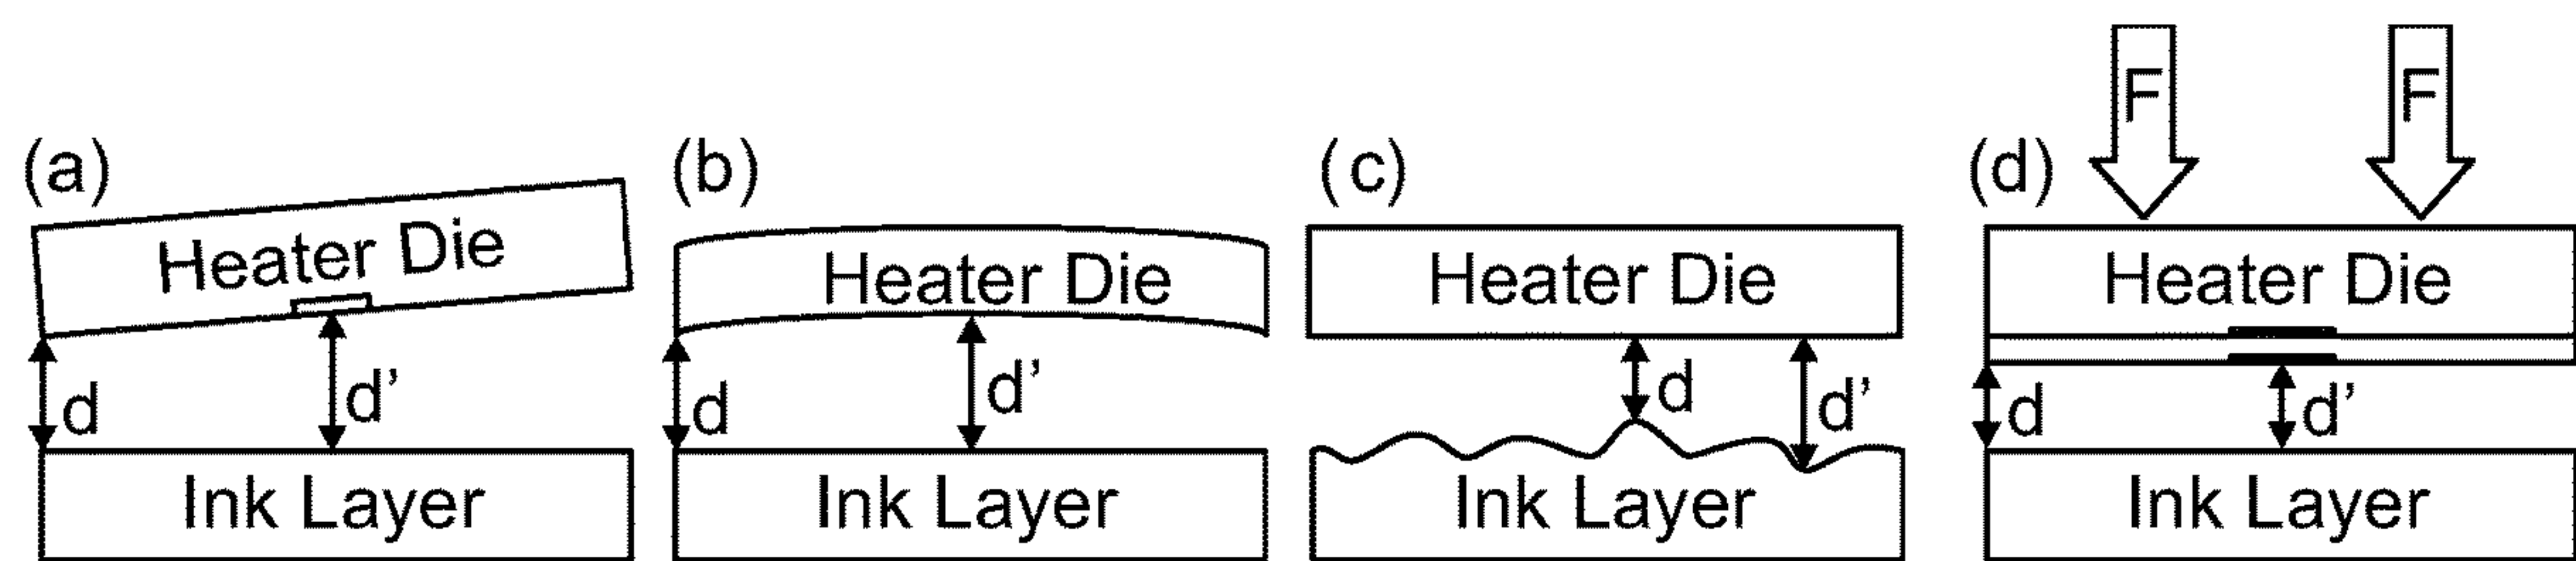 (a)
Heater Die
d
d’
Ink Layer
(b)
Heater Die
d
d’
Ink Layer
(c)
Heater Die
d
d’
Ink Layer
(d)
F
F
Heater Die
d
d’
Ink Layer